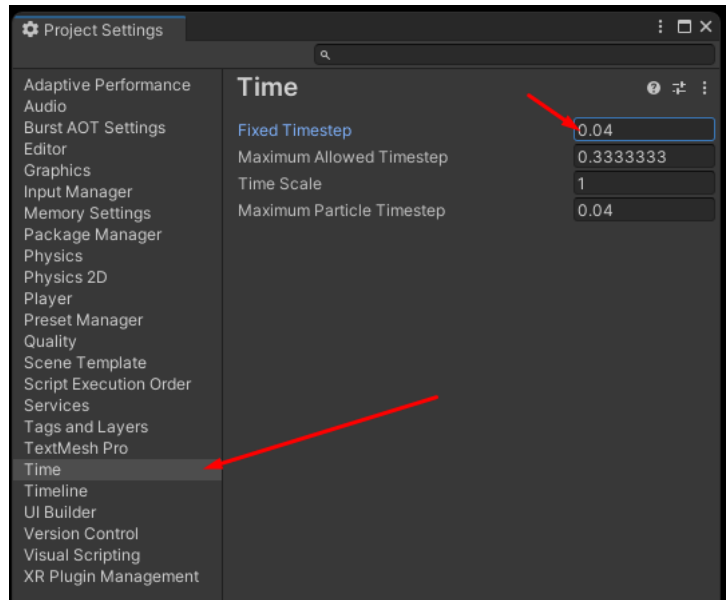 Project Settings
Adaptive Performance
Audio
Burst AOT Settings
Editor
Graphics
Input Manager
Memory Settings
Package Manager
Physics
Physics 2D
Player
Preset Manager
Quality
Scene Template
Script Execution Order
Services
Tags and Layers
TextMesh Pro
Time
Timeline
UI Builder
Version Control
Visual Scripting
XR Plugin Management
Time
Fixed Timestep 0.04
Maximum Allowed Timestep 0.3333333
Time Scale 1
Maximum Particle Timestep 0.04